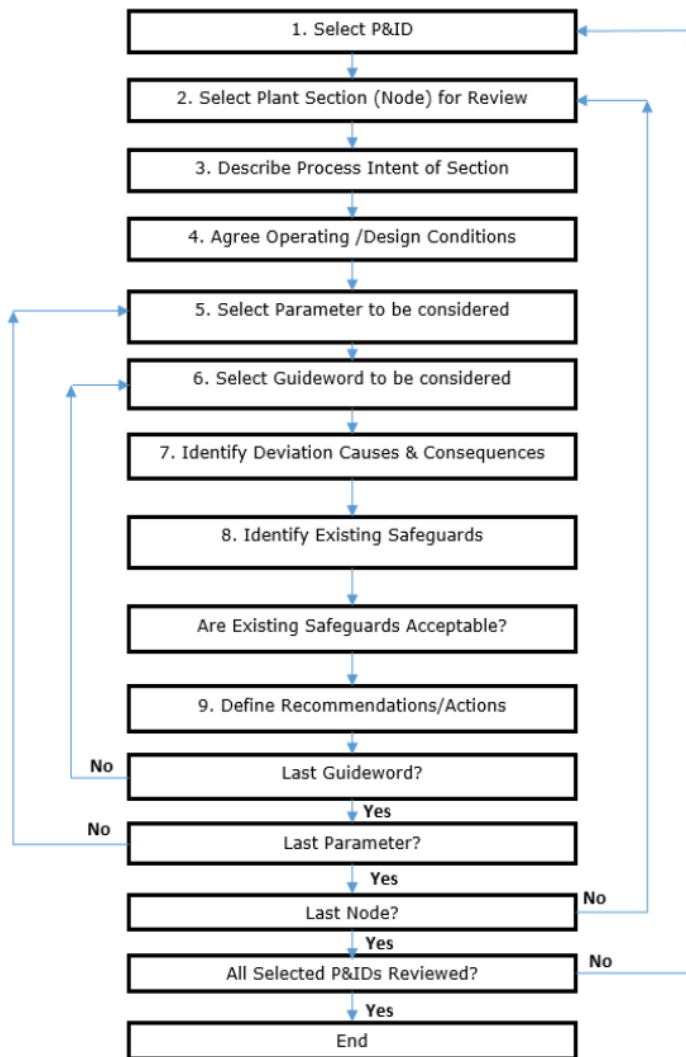 1. Select P&ID
2. Select Plant Section (Node) for Review
3. Describe Process Intent of Section
4. Agree Operating /Design Conditions
5. Select Parameter to be considered
6. Select Guideword to be considered
7. Identify Deviation Causes & Consequences
8. Identify Existing Safeguards
Are Existing Safeguards Acceptable?
9. Define Recommendations/Actions
No
Last Guideword?
Yes
No
Last Parameter?
Yes
Last Node?
No
Yes
All Selected P&IDs Reviewed?
No
Yes
End